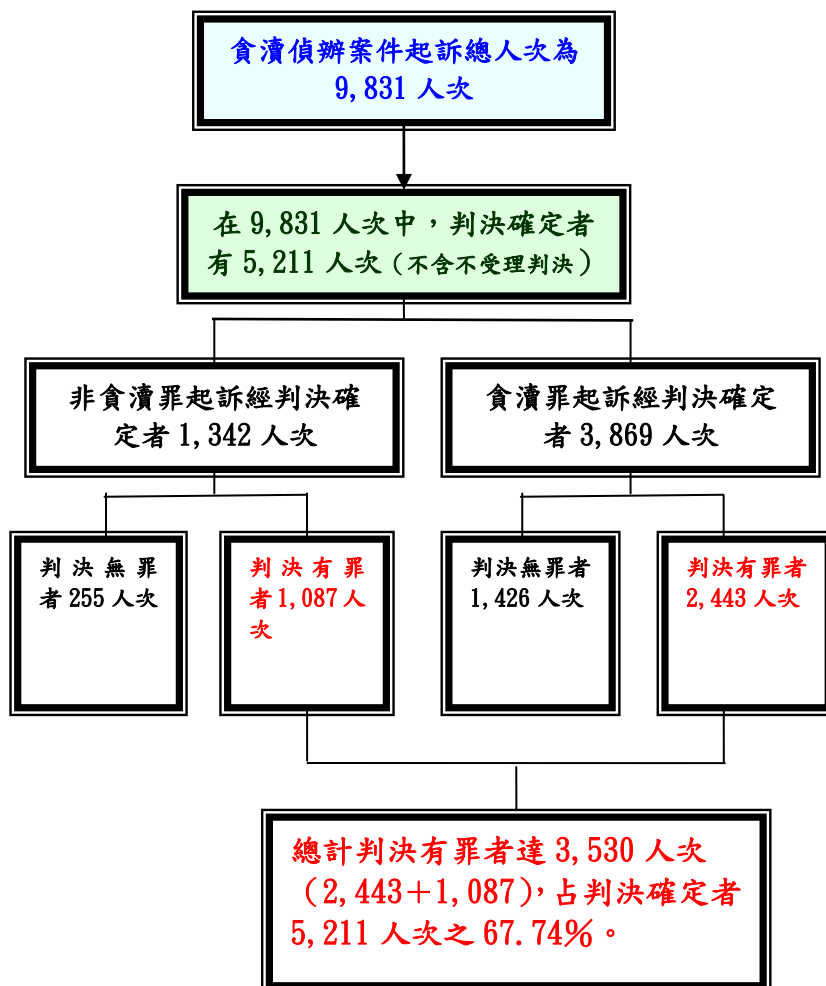 貪瀆偵辦案件起訴總人次為
9,831 人次
在 9,831 人次中，判決確定者
有 5,211 人次（不含不受理判決）
非貪瀆罪起訴經判決確
定者 1,342 人次
貪瀆罪起訴經判決確定
者 3,869 人次
判決無罪
者 255 人次
判決有罪
者 1,087 人
次
判決無罪者
1,426 人次
判決有罪者
2,443 人次
總計判決有罪者達 3,530 人次
（2,443＋1,087），占判決確定者
5,211 人次之 67.74％。